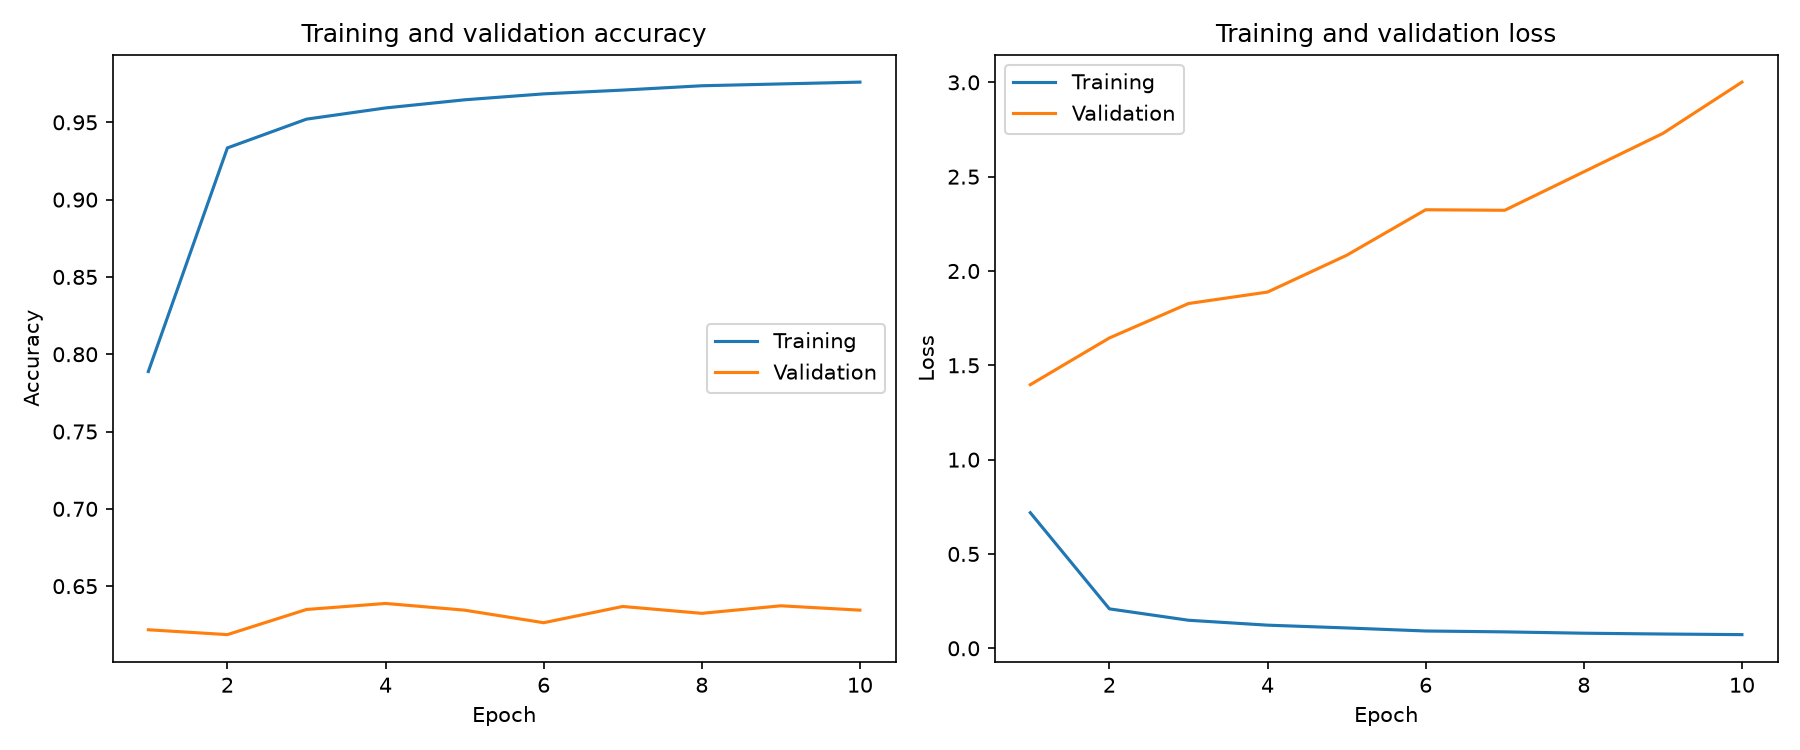 Training and validation accuracy
0.95
0.90
0.85
0.80
0.75
0.70
0.65
Accuracy
Training
Validation
2 4 6 8 10
Epoch
Training and validation loss
Training
Validation
3.0
2.5
2.0
1.5
1.0
0.5
0.0
Loss
2 4 6 8 10
Epoch